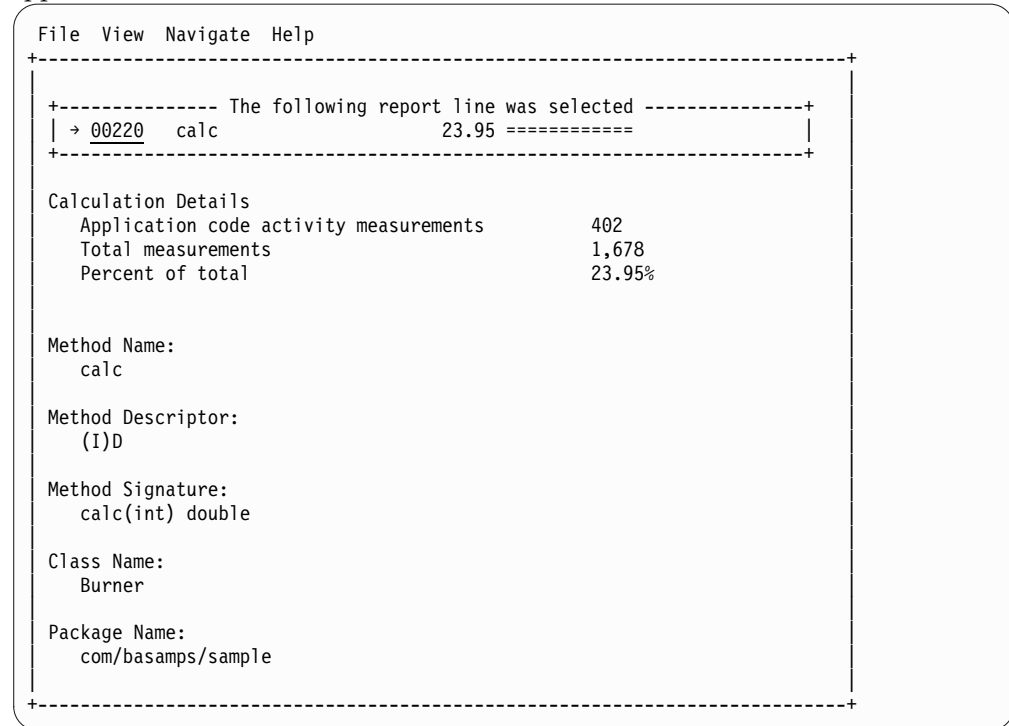 File View Navigate Help
+----------------------------------------------------------------------------+
+--------------- The following report line was selected ---------------+
| → 00220 calc 23.95 ============ |
+----------------------------------------------------------------------+
Calculation Details
Application code activity measurements 402
Total measurements 1,678
Percent of total 23.95%
Method Name:
calc
Method Descriptor:
(I)D
Method Signature:
calc(int) double
Class Name:
Burner
Package Name:
com/basamps/sample
+----------------------------------------------------------------------------+